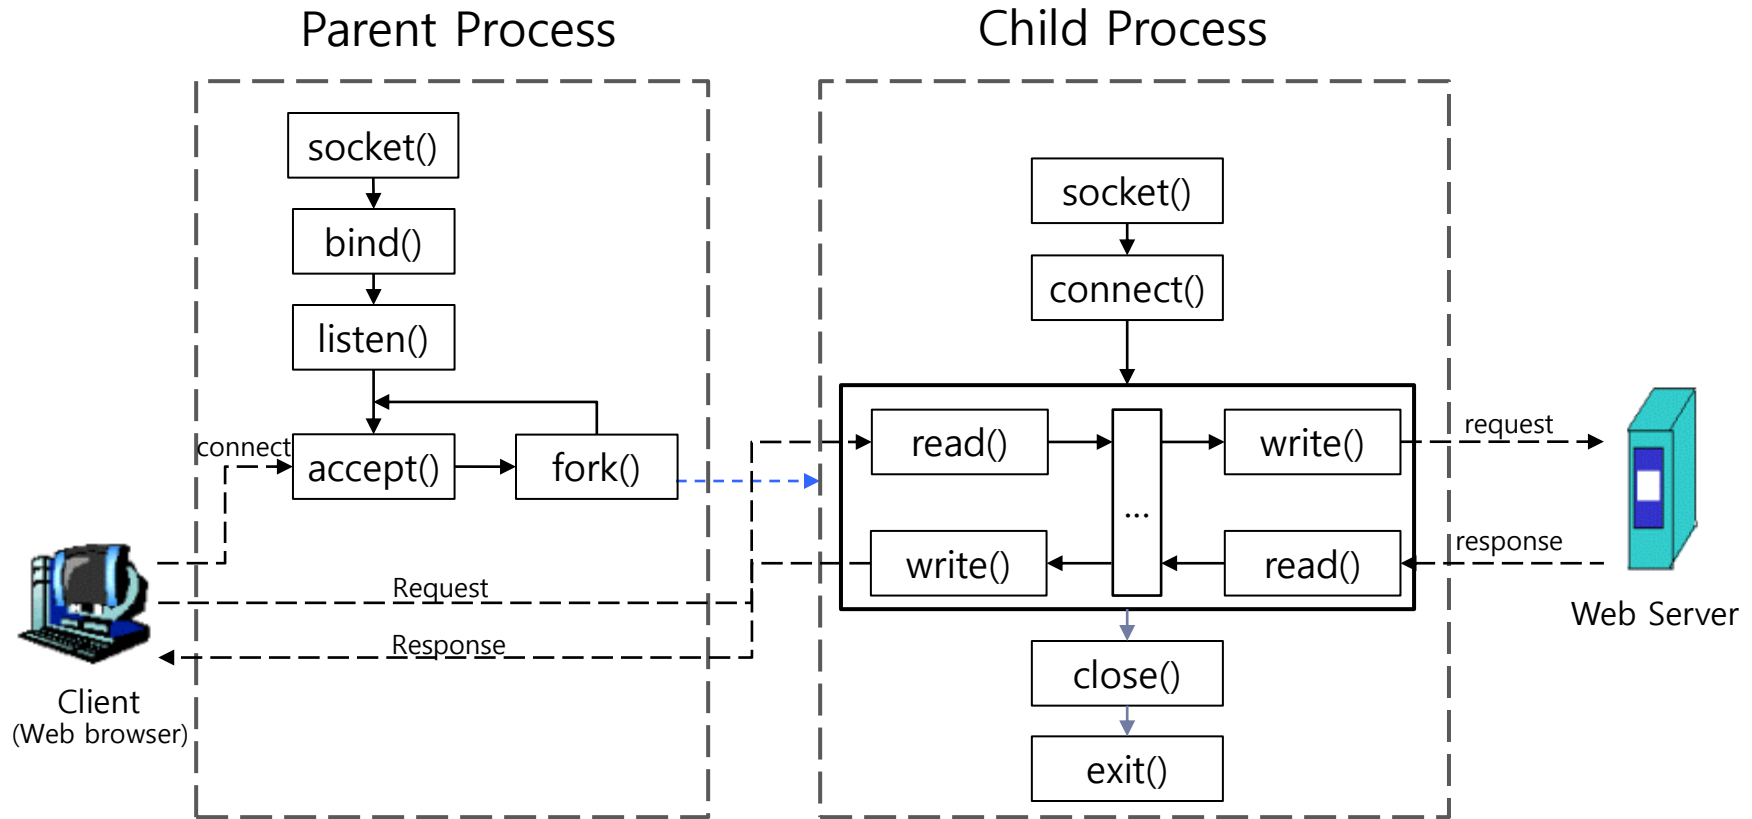 Parent Process
Child Process
socket()
bind()
listen()
connect
accept()
fork()
Request
Response
Client
(Web browser)
socket()
connect()
read()
...
write()
write()
read()
close()
exit()
request
response
Web Server